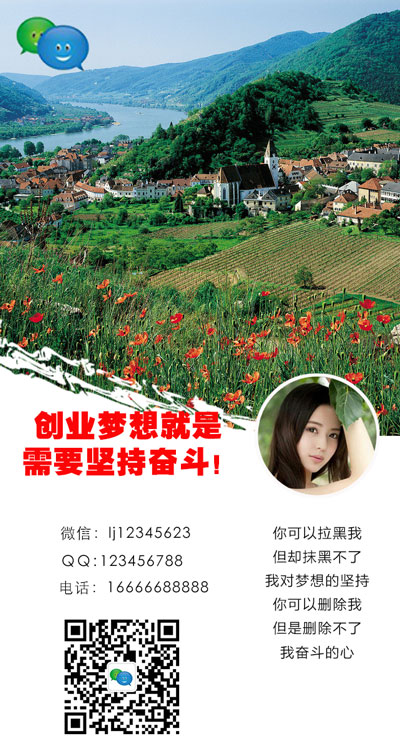 创业梦想就是
需要坚持奋斗!
微信：lj12345623
QQ:123456788
电话：16666688888
你可以拉黑我
但却抹黑不了
我对梦想的坚持
你可以删除我
但是删除不了
我奋斗的心